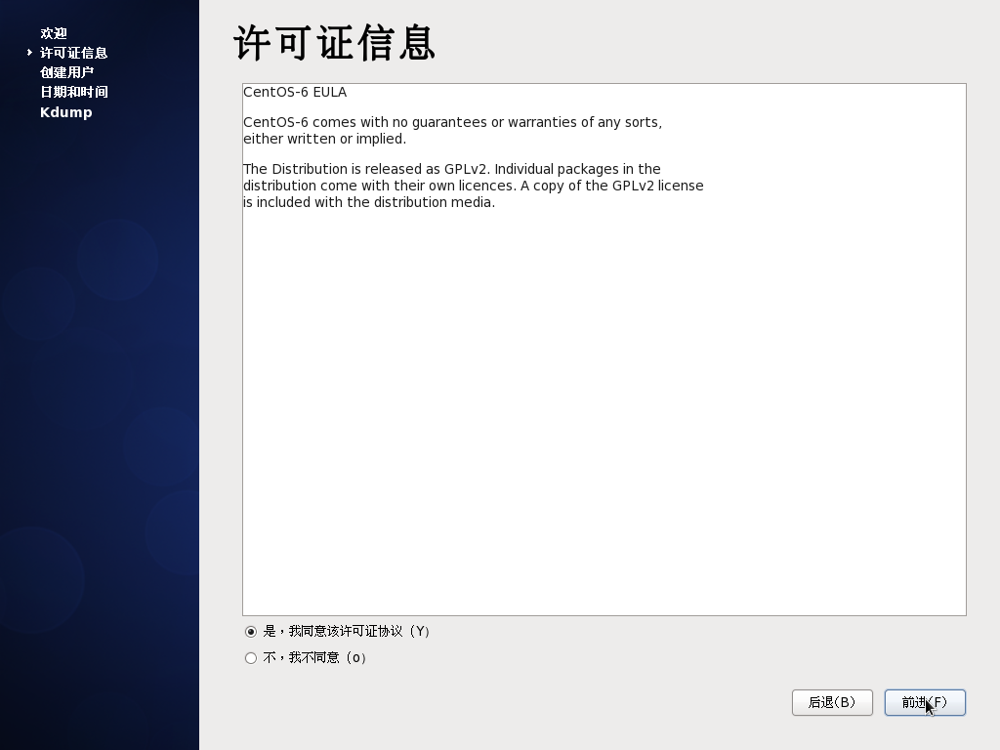 欢迎
许可证信息
创建用户
日期和时间
Kdump
许可证信息
CentOS-6 EULA
CentOS-6 comes with no guarantees or warranties of any sorts,
either written or implied.
The Distribution is released as GPLv2. Individual packages in the
distribution come with their own licences. A copy of the GPLv2 license
is included with the distribution media.
是，我同意该许可证协议（Y）
不，我不同意（o）
后退(B)
前进(F)